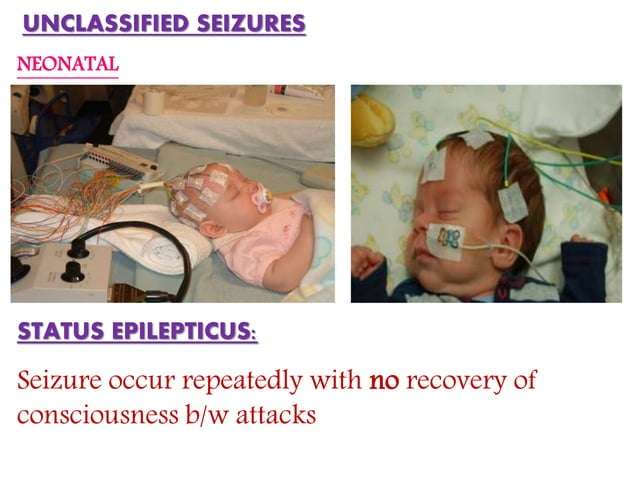 UNCLASSIFIED SEIZURES
NEONATAL
STATUS EPILEPTICUS:
Seizure occur repeatedly with no recovery of
consciousness b/w attacks